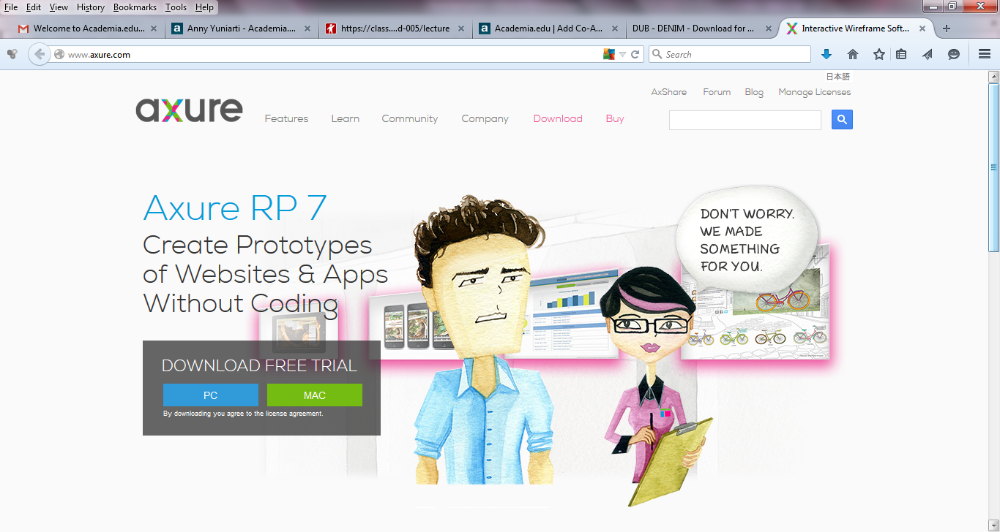 File Edit View History Bookmarks Tools Help
Welcome to Academia.edu...
Anny Yuniarti - Academia....
https://class....d-005/lecture
Academia.edu | Add Co-A...
DUB - DENIM - Download for ...
Interactive Wireframe Soft...
www.axure.com
Search
日本語
AxShare Forum Blog Manage Licenses
axure
Features Learn Community Company Download Buy
Axure RP 7
Create Prototypes
of Websites & Apps
Without Coding
DON'T WORRY.
WE MADE
SOMETHING
FOR YOU.
DOWNLOAD FREE TRIAL
PC MAC
By downloading you agree to the license agreement.